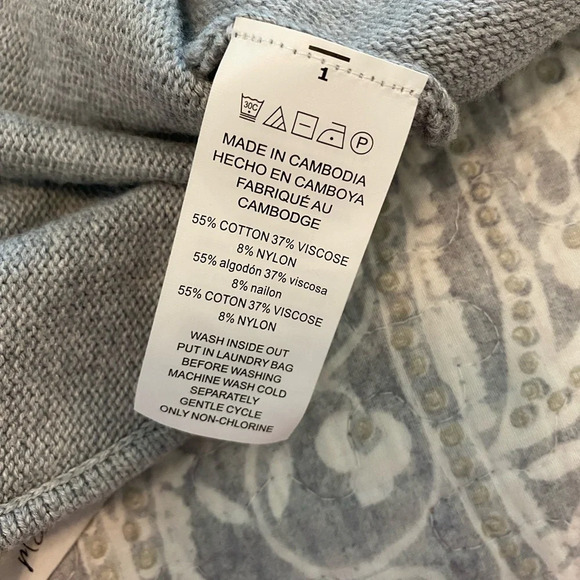 1
30C P
MADE IN CAMBODIA
HECHO EN CAMBOYA
FABRIQUÉ AU
CAMBODGE
55% COTTON 37% VISCOSE
8% NYLON
55% algodón 37% viscosa
8% nailon
55% COTON 37% VISCOSE
8% NYLON
WASH INSIDE OUT
PUT IN LAUNDRY BAG
BEFORE WASHING
MACHINE WASH COLD
SEPARATELY
GENTLE CYCLE
ONLY NON-CHLORINE